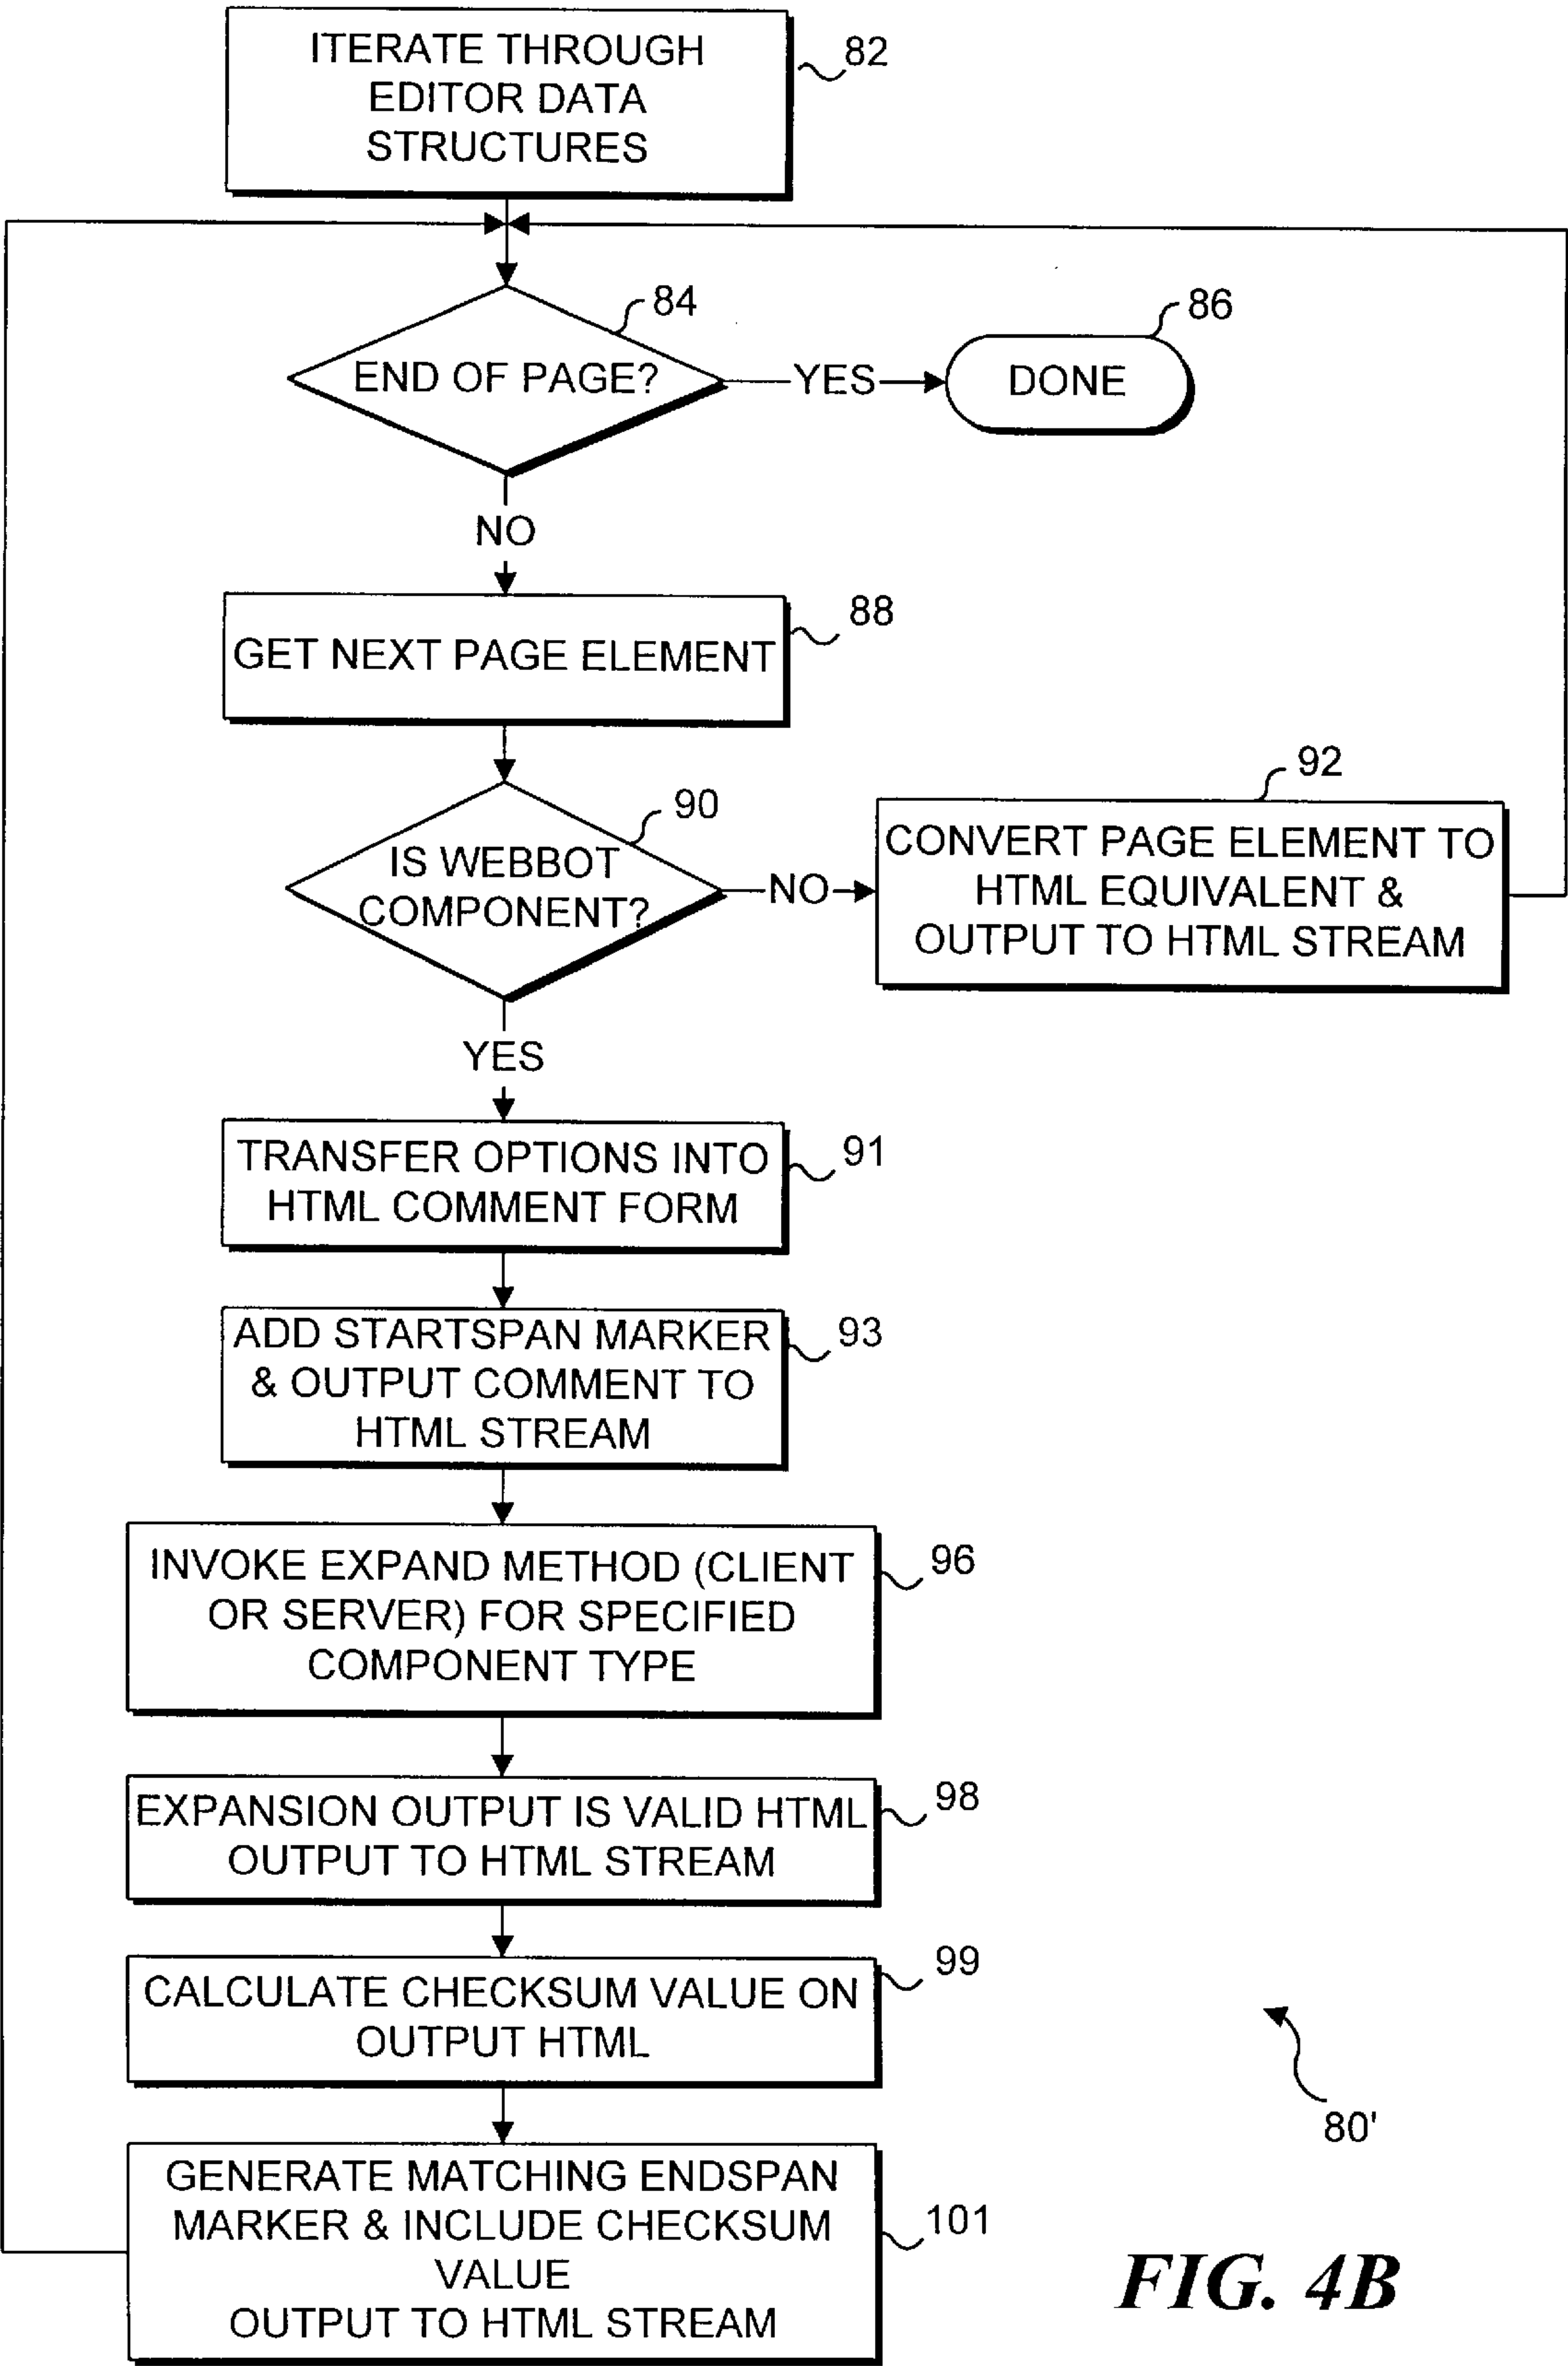 ITERATE THROUGH
EDITOR DATA
STRUCTURES
82
84
END OF PAGE?
YES
86
DONE
NO
88
GET NEXT PAGE ELEMENT
90
IS WEBBOT
COMPONENT?
NO
92
CONVERT PAGE ELEMENT TO
HTML EQUIVALENT &
OUTPUT TO HTML STREAM
YES
TRANSFER OPTIONS INTO
HTML COMMENT FORM
91
ADD STARTSPAN MARKER
& OUTPUT COMMENT TO
HTML STREAM
93
INVOKE EXPAND METHOD (CLIENT
OR SERVER) FOR SPECIFIED
COMPONENT TYPE
96
EXPANSION OUTPUT IS VALID HTML
OUTPUT TO HTML STREAM
98
CALCULATE CHECKSUM VALUE ON
OUTPUT HTML
99
80'
GENERATE MATCHING ENDSPAN
MARKER & INCLUDE CHECKSUM
VALUE
OUTPUT TO HTML STREAM
101
FIG. 4B